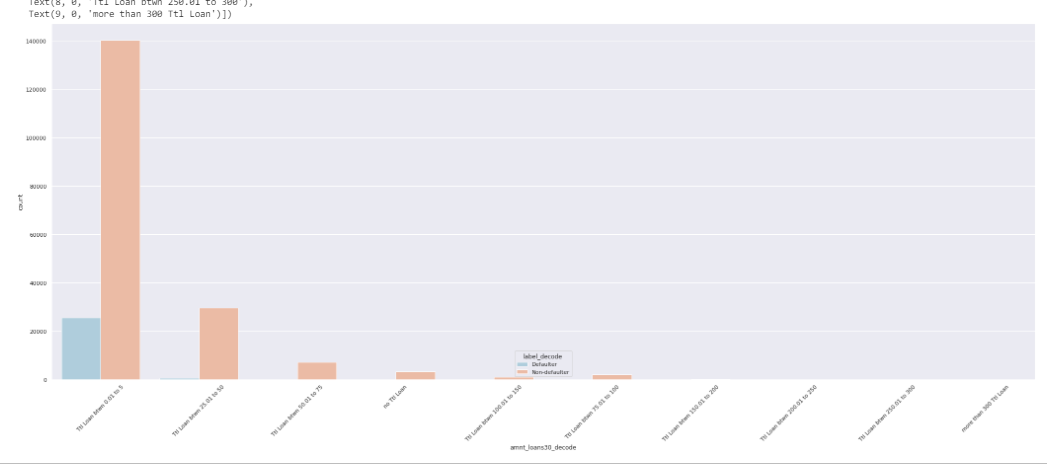 Text(8, 0, 'Ttl Loan btwn 250.01 to 300'),
Text(9, 0, 'more than 300 Ttl Loan')])
140000
120000
100000
80000
60000
40000
20000
0
count
label_decode
Defaulter
Non-defaulter
Ttl Loan btwn 0.01 to 5
Ttl Loan btwn 25.01 to 50
Ttl Loan btwn 50.01 to 75
no Ttl Loan
Ttl Loan btwn 100.01 to 150
Ttl Loan btwn 75.01 to 100
Ttl Loan btwn 150.01 to 200
Ttl Loan btwn 200.01 to 250
Ttl Loan btwn 250.01 to 300
more than 300 Ttl Loan
amnt_loans30_decode